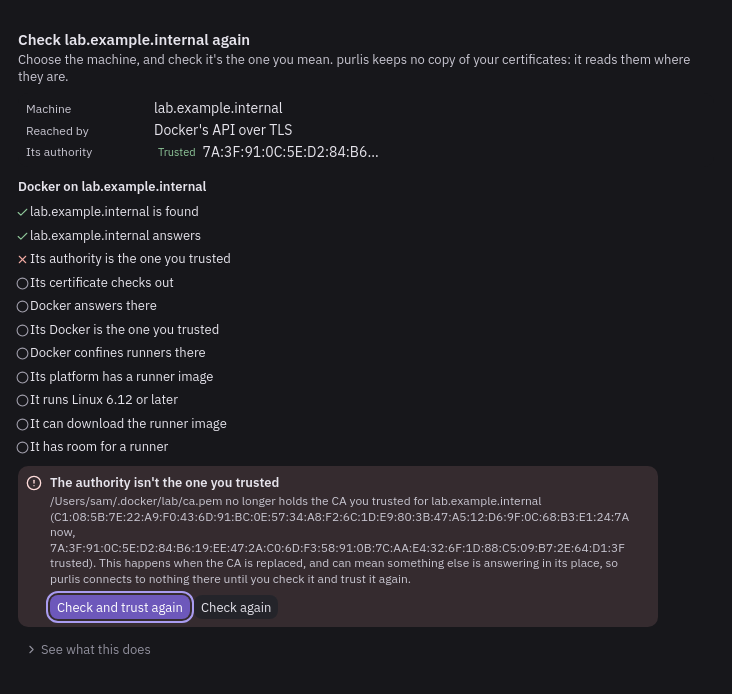 Check lab.example.internal again
Choose the machine, and check it's the one you mean. purlis keeps no copy of your certificates: it reads them where
they are.
Machine lab.example.internal
Reached by Docker's API over TLS
Its authority Trusted 7A:3F:91:0C:5E:D2:84:B6...
Docker on lab.example.internal
lab.example.internal is found
lab.example.internal answers
Its authority is the one you trusted
Its certificate checks out
Docker answers there
Its Docker is the one you trusted
Docker confines runners there
Its platform has a runner image
It runs Linux 6.12 or later
It can download the runner image
It has room for a runner
The authority isn't the one you trusted
/Users/sam/.docker/lab/ca.pem no longer holds the CA you trusted for lab.example.internal
(C1:08:5B:7E:22:A9:F0:43:6D:91:BC:0E:57:34:A8:F2:6C:1D:E9:80:3B:47:A5:12:D6:9F:0C:68:B3:E1:24:7A
now,
7A:3F:91:0C:5E:D2:84:B6:19:EE:47:2A:C0:6D:F3:58:91:0B:7C:AA:E4:32:6F:1D:88:C5:09:B7:2E:64:D1:3F
trusted). This happens when the CA is replaced, and can mean something else is answering in its place, so
purlis connects to nothing there until you check it and trust it again.
Check and trust again Check again
See what this does